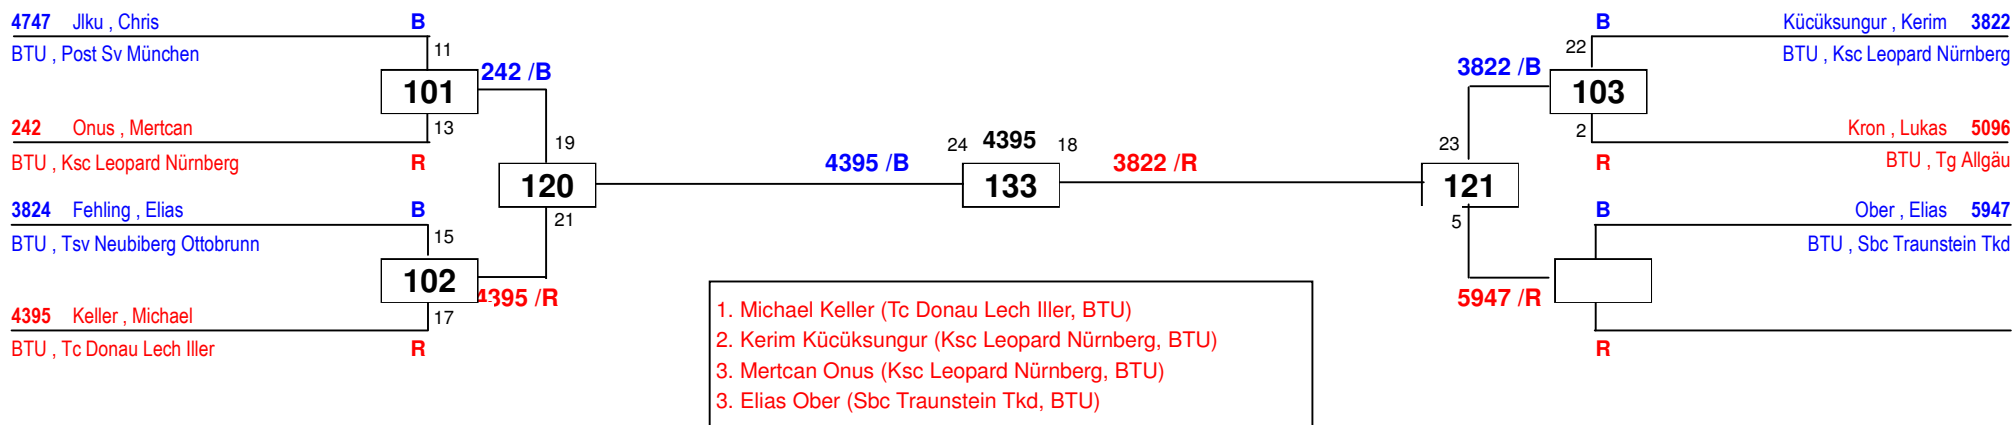 4747 Jlku , Chris B
BTU , Post Sv München
11
242 /B
101
13
242 Onus , Mertcan
BTU , Ksc Leopard Nürnberg R
19
120
21
3824 Fehling , Elias B
BTU , Tsv Neubiberg Ottobrunn
15
102
4395 /R
17
4395 Keller , Michael
BTU , Tc Donau Lech Iller R
4395 /B
24 4395 18
133
3822 /R
B Kücüksungur , Kerim 3822
22
BTU , Ksc Leopard Nürnberg
3822 /B
103
2
Kron , Lukas 5096
R BTU , Tg Allgäu
23
121
5
B Ober , Elias 5947
BTU , Sbc Traunstein Tkd
5947 /R
R
1. Michael Keller (Tc Donau Lech Iller, BTU)
2. Kerim Kücüksungur (Ksc Leopard Nürnberg, BTU)
3. Mertcan Onus (Ksc Leopard Nürnberg, BTU)
3. Elias Ober (Sbc Traunstein Tkd, BTU)